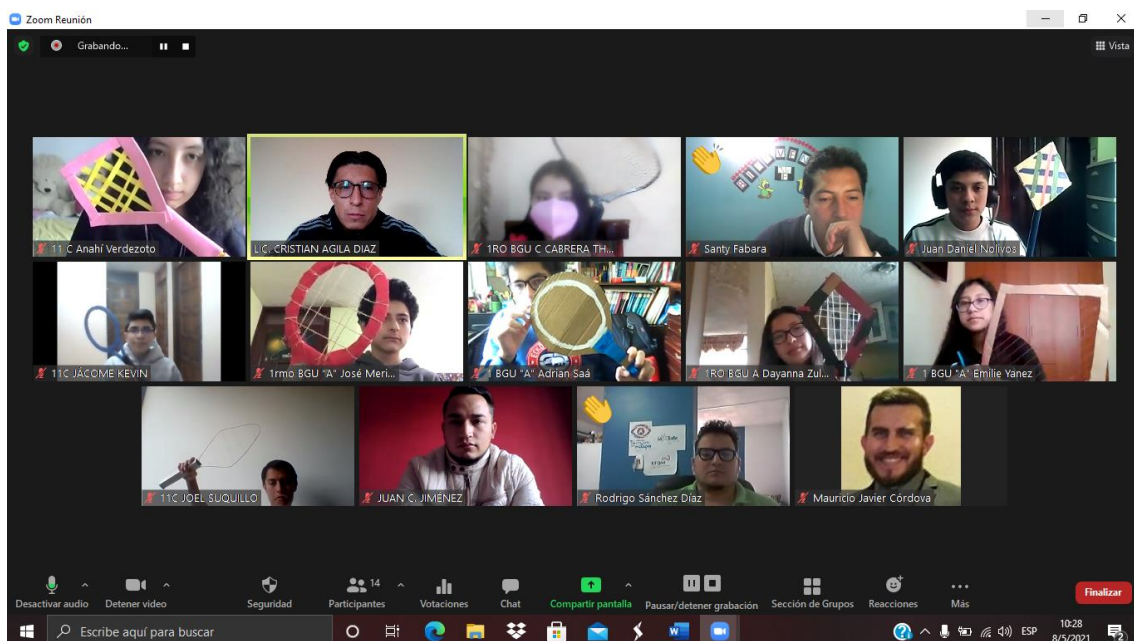 Zoom Reunión
Grabando...
Vista
11 C Anahí Verdezoto
LIC. CRISTIAN AGILA DIAZ
1RO BGU C CABRERA TH...
Santy Fabara
Juan Daniel Nolivos
11C JÁCOME KEVIN
1rmo BGU "A" José Meri...
1 BGU "A" Adrian Saá
1RO BGU A Dayanna Zul...
1 BGU "A" Emilie Yanez
11C JOEL SUQUILLO
JUAN C. JIMENEZ
Rodrigo Sánchez Díaz
Mauricio Javier Córdova
14
Desactivar audio
Detener video
Seguridad
Participantes
Votaciones
Chat
Compartir pantalla
Pausar/detener grabación
Sección de Grupos
Reacciones
Más
Finalizar
Escribe aquí para buscar
ESP
10:28
8/5/2021